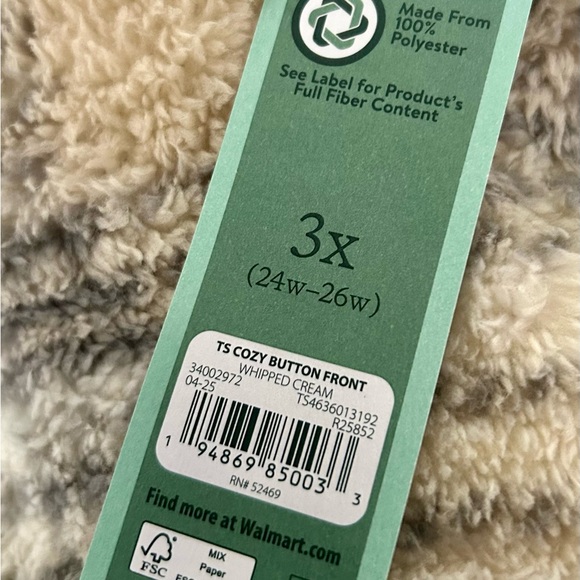 Made From
100%
Polyester
See Label for Product's
Full Fiber Content
3x
(24w–26w)
TS COZY BUTTON FRONT
WHIPPED CREAM
34002972 TS4636013192
04-25 R25852
1 94869 85003 3
RN# 52469
Find more at Walmart.com
FSC
MIX
Paper